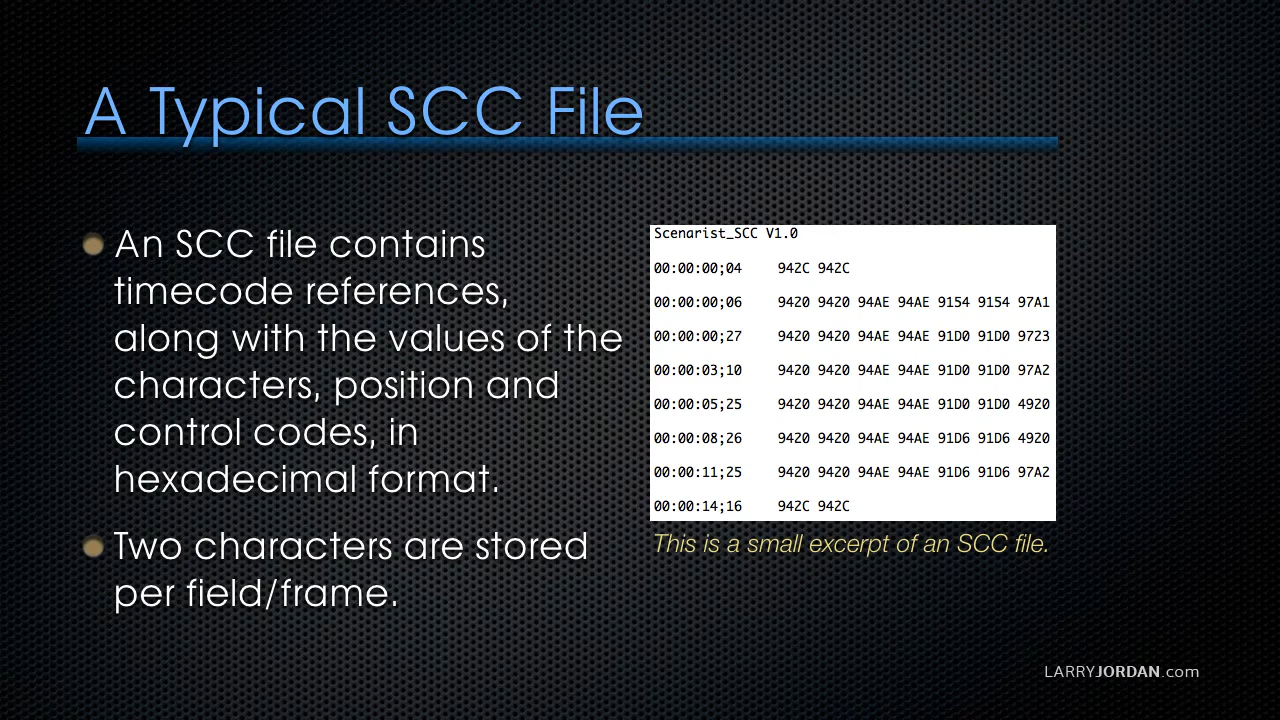 A Typical SCC File
An SCC file contains
timecode references,
along with the values of the
characters, position and
control codes, in
hexadecimal format.
Two characters are stored
per field/frame.
Scenarist_SCC V1.0
00:00:00;04 942C 942C
00:00:00;06 9420 9420 94AE 94AE 9154 9154 97A1
00:00:00;27 9420 9420 94AE 94AE 91D0 91D0 9723
00:00:03;10 9420 9420 94AE 94AE 91D0 91D0 97A2
00:00:05;25 9420 9420 94AE 94AE 91D0 91D0 4920
00:00:08;26 9420 9420 94AE 94AE 91D6 91D6 4920
00:00:11;25 9420 9420 94AE 94AE 91D6 91D6 97A2
00:00:14;16 942C 942C
This is a small excerpt of an SCC file.
LARRYJORDAN.com